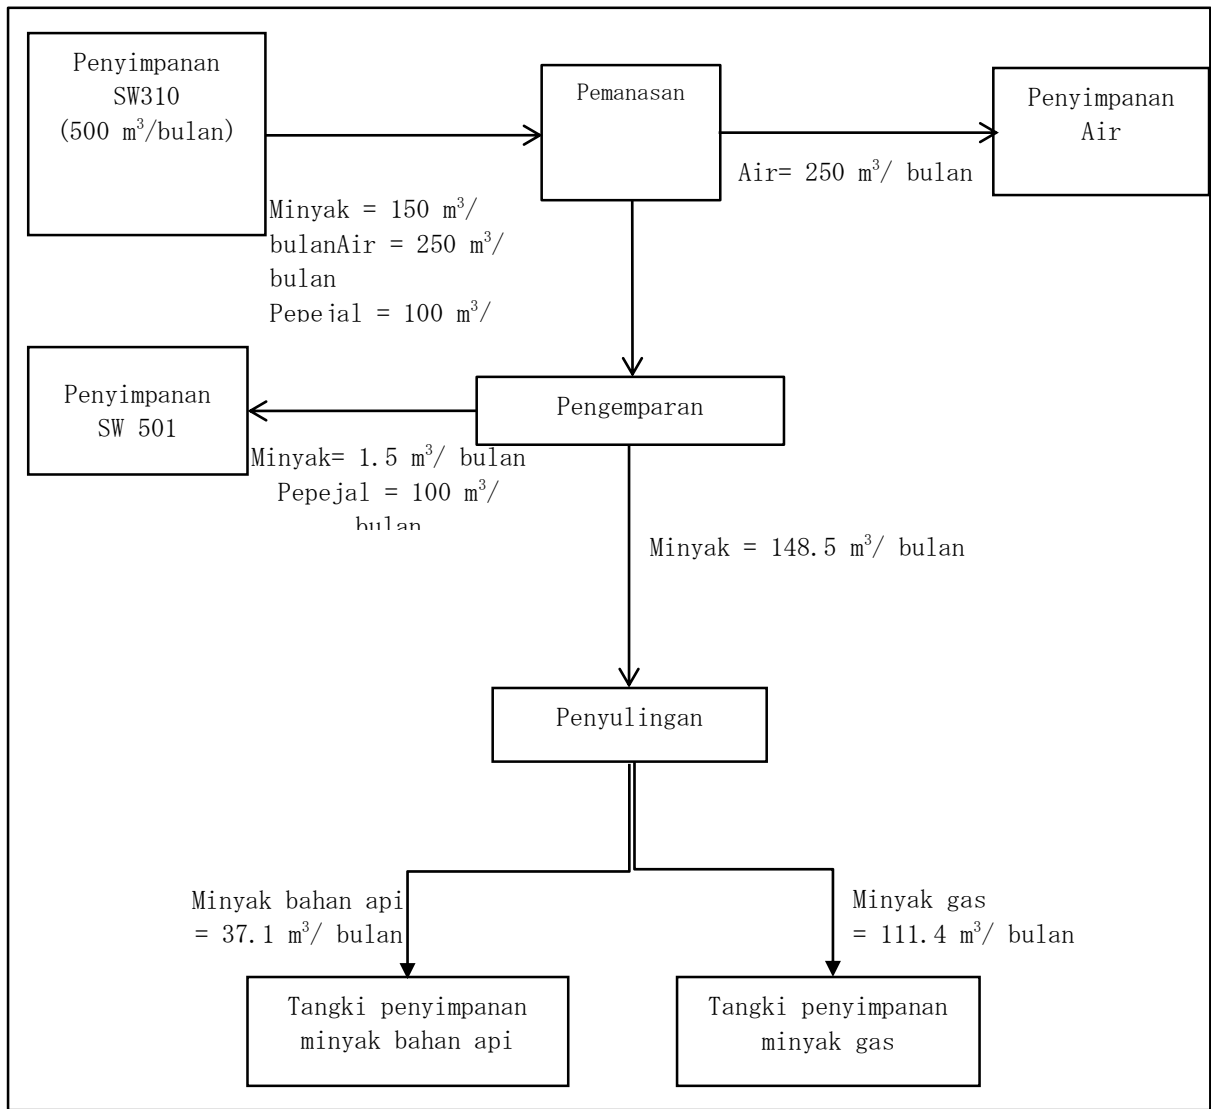 Penyimpanan
SW310
(500 m³/bulan)
Pemanasan
Penyimpanan
Air
Air= 250 m³/ bulan
Minyak = 150 m³/
bulanAir = 250 m³/
bulan
Pepejal = 100 m³/
Penyimpanan
SW 501
Pengemparan
Minyak= 1.5 m³/ bulan
Pepejal = 100 m³/
bulan
Minyak = 148.5 m³/ bulan
Penyulingan
Minyak bahan api
= 37.1 m³/ bulan
Minyak gas
= 111.4 m³/ bulan
Tangki penyimpanan
minyak bahan api
Tangki penyimpanan
minyak gas